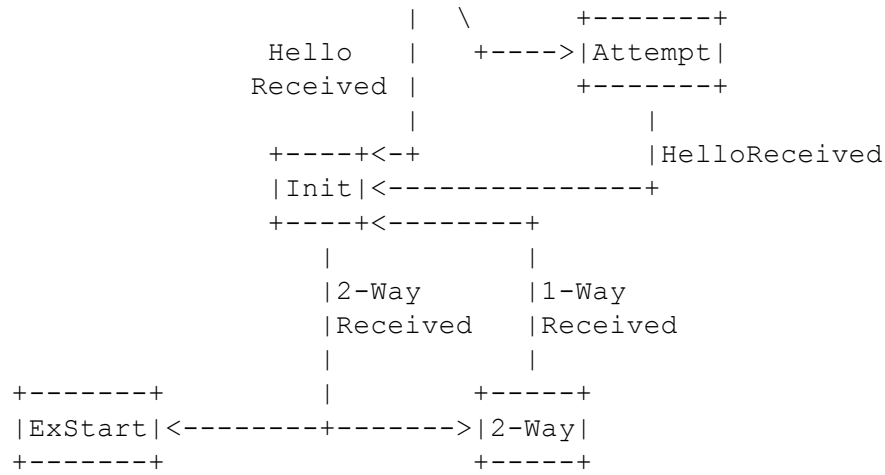 |   \        +-------+
                  Hello     |    +---->|Attempt|
                 Received |           +-------+
                            |                |
                  +----+<-+                |HelloReceived
                  |Init|<---------------+
                  +----+<--------+
                      |             |
                      |2-Way       |1-Way
                      |Received   |Received
                      |             |
+-------+           |          +-----+
|ExStart|<--------+------->|2-Way|
+-------+                      +-----+